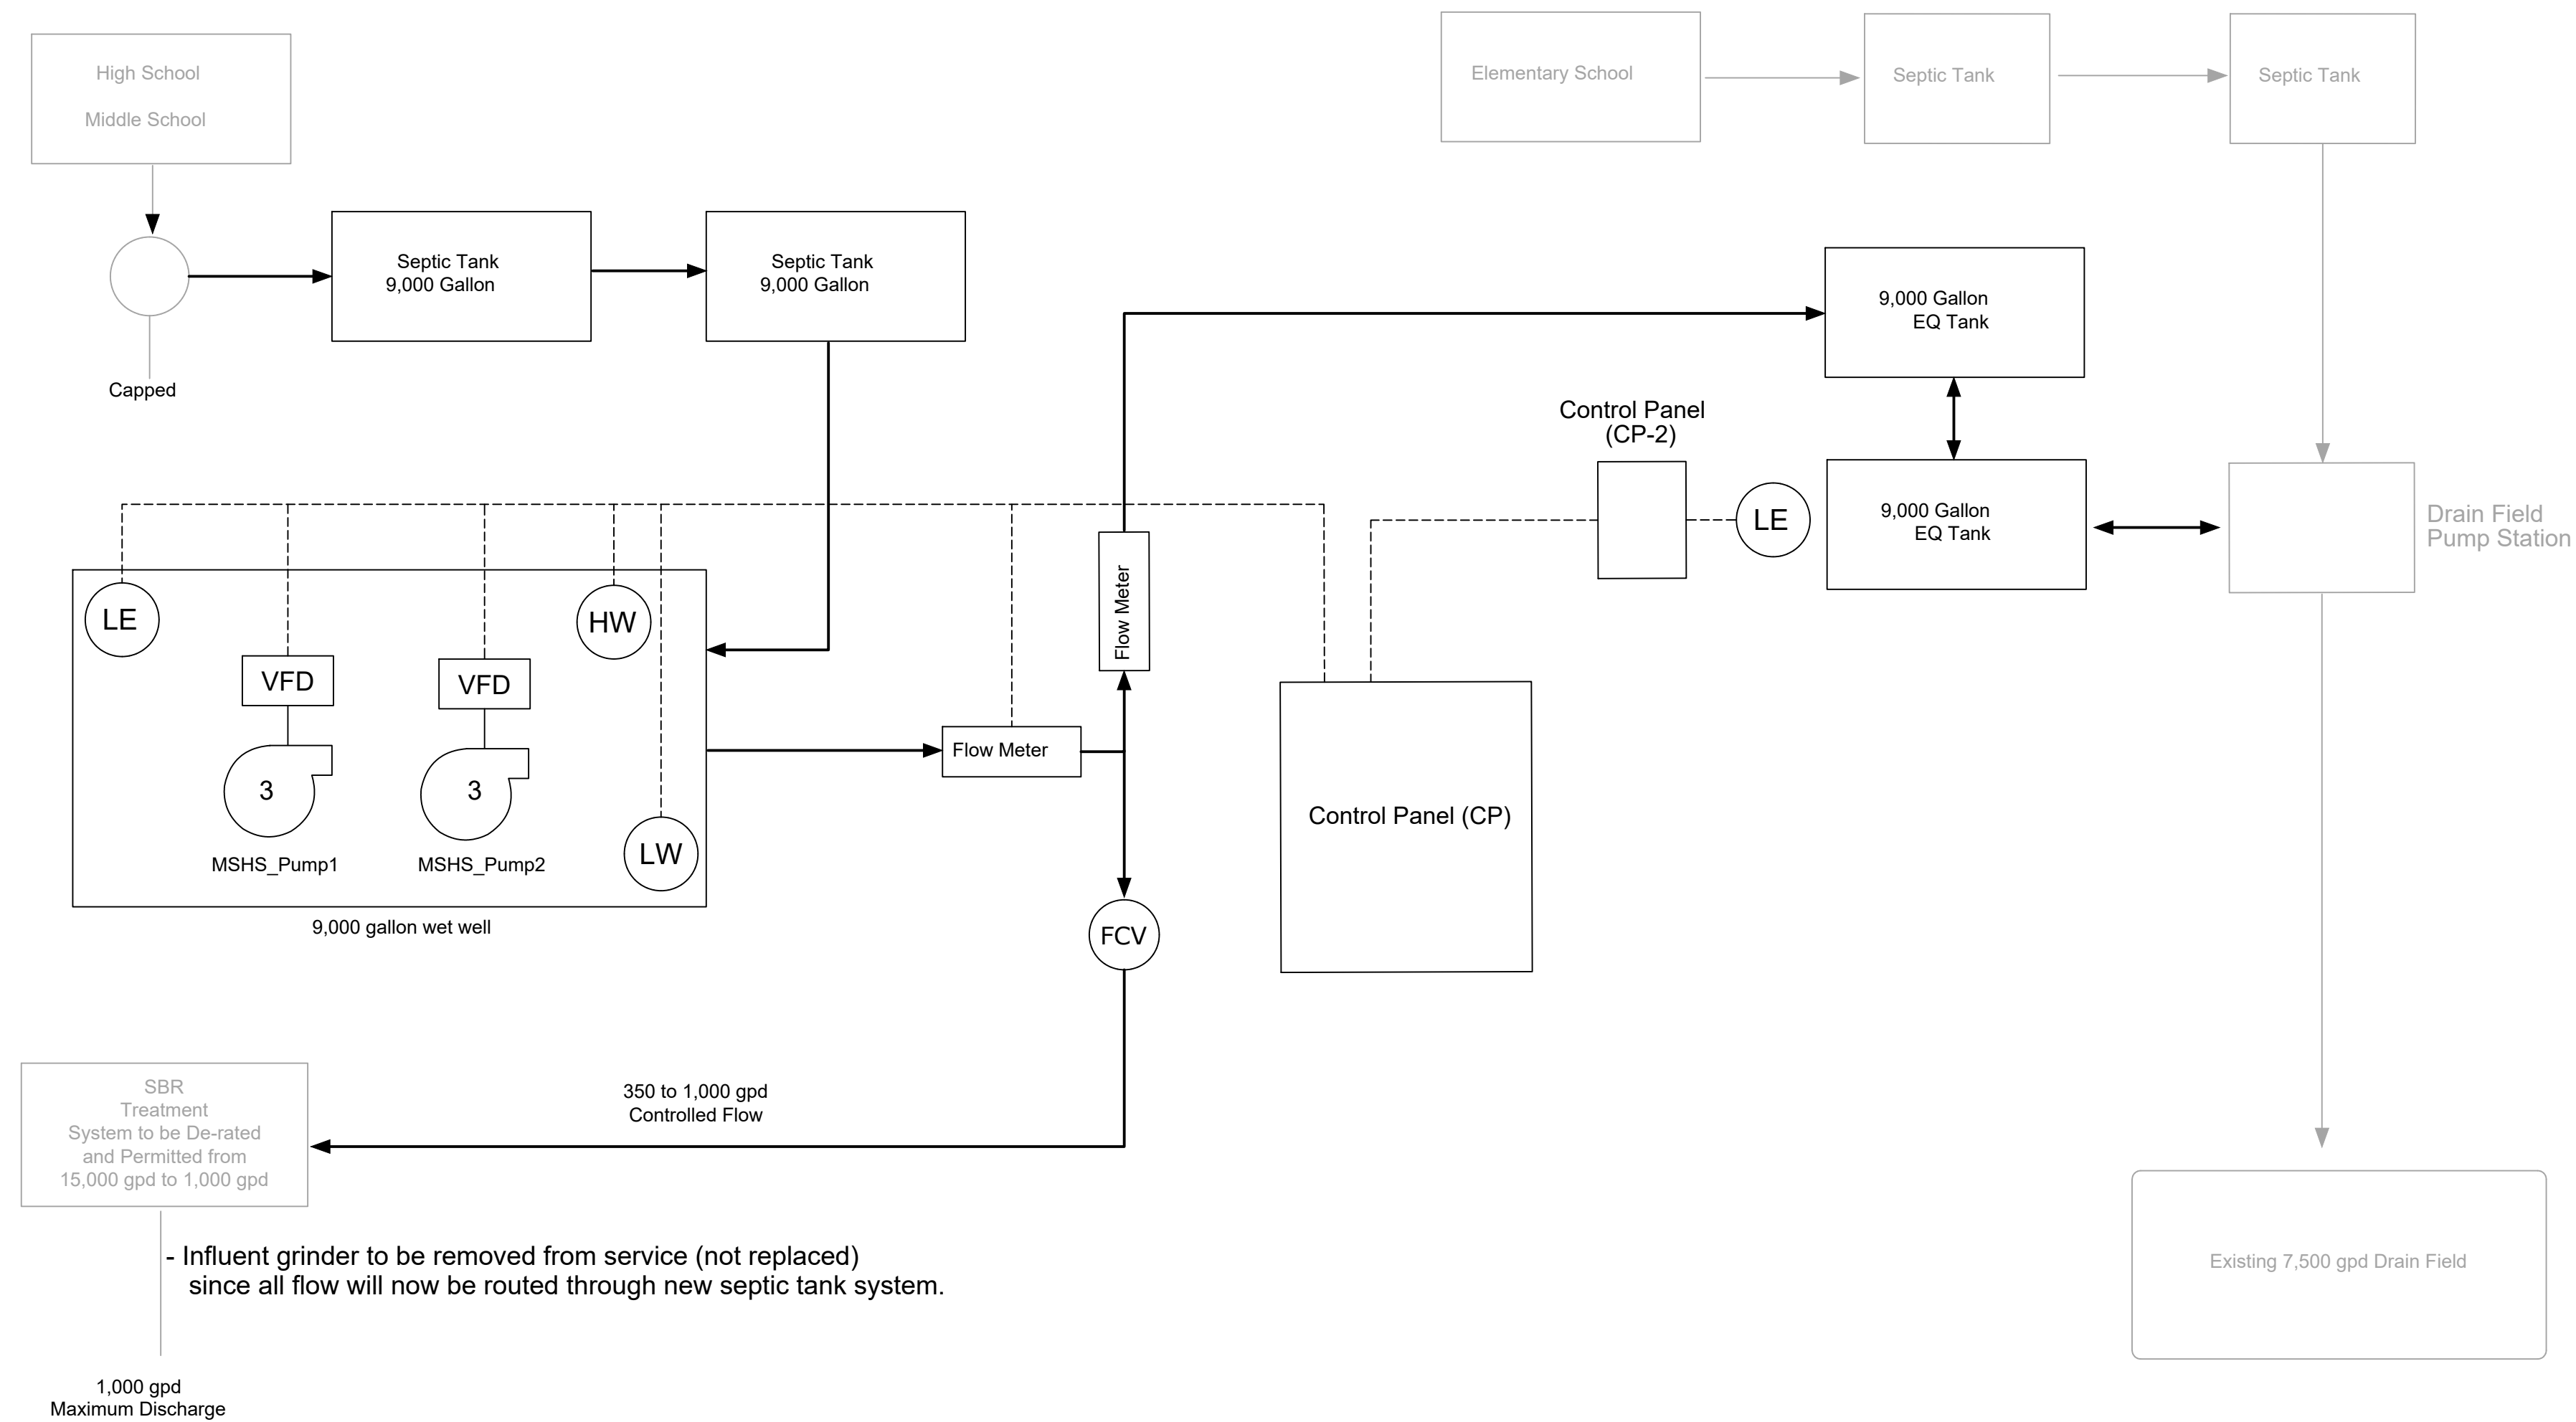 High School
Middle School
Elementary School
Septic Tank
Septic Tank
Septic Tank
9,000 Gallon
Septic Tank
9,000 Gallon
Capped
9,000 Gallon
EQ Tank
Control Panel
(CP-2)
LE
9,000 Gallon
EQ Tank
Drain Field
Pump Station
LE
HW
VFD
VFD
Flow Meter
3
3
LW
MSHS_Pump1
MSHS_Pump2
9,000 gallon wet well
Flow Meter
Control Panel (CP)
FCV
350 to 1,000 gpd
Controlled Flow
SBR
Treatment
System to be De-rated
and Permitted from
15,000 gpd to 1,000 gpd
- Influent grinder to be removed from service (not replaced)
since all flow will now be routed through new septic tank system.
Existing 7,500 gpd Drain Field
1,000 gpd
Maximum Discharge